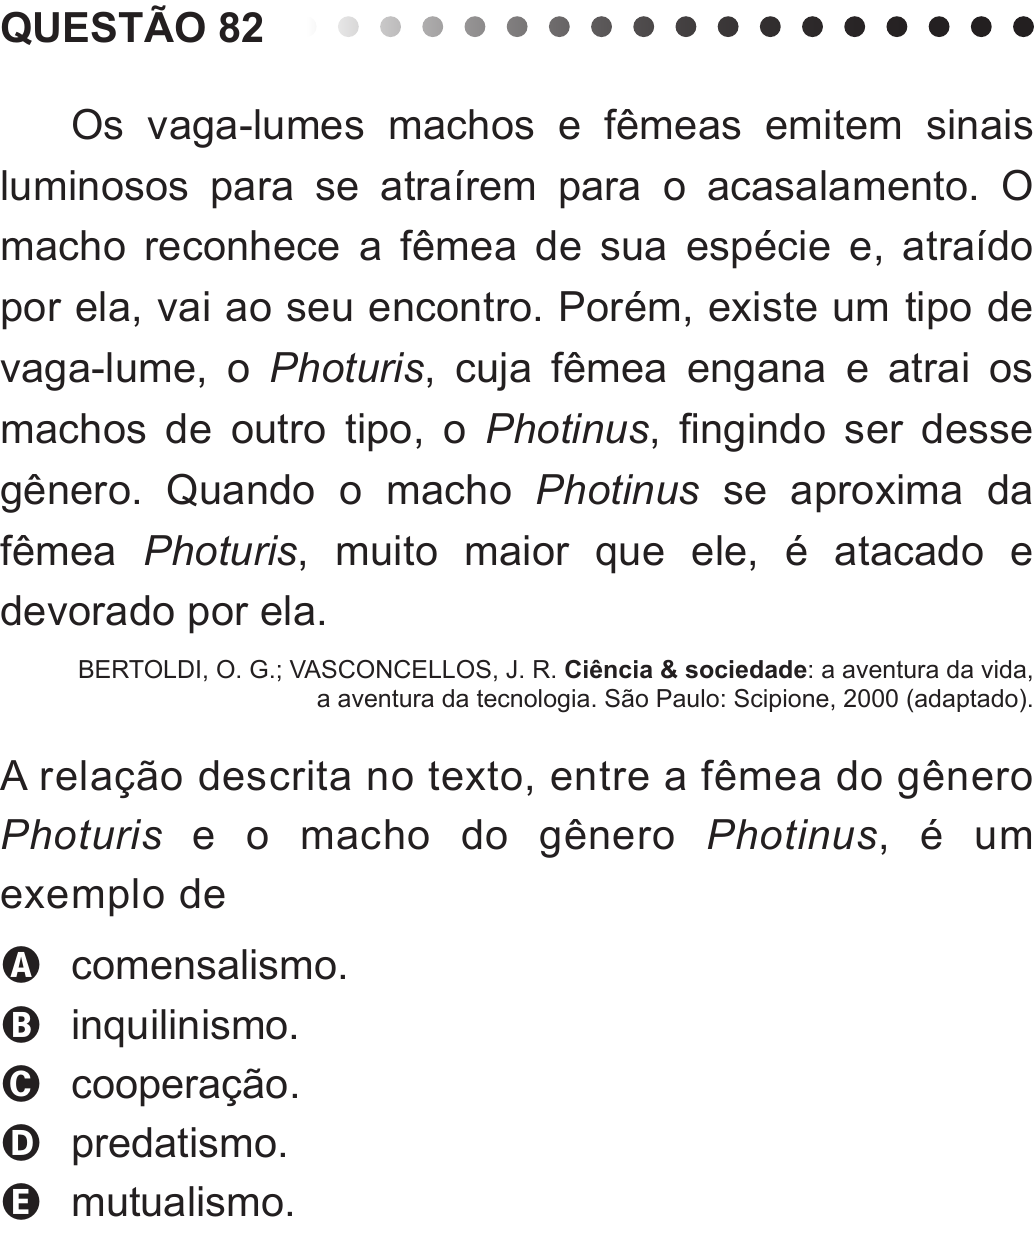 QUESTÃO 82
Os vaga-lumes machos e fêmeas emitem sinais
luminosos para se atraírem para o acasalamento. O
macho reconhece a fêmea de sua espécie e, atraído
por ela, vai ao seu encontro. Porém, existe um tipo de
vaga-lume, o Photuris, cuja fêmea engana e atrai os
machos de outro tipo, o Photinus, fingindo ser desse
gênero. Quando o macho Photinus se aproxima da
fêmea Photuris, muito maior que ele, é atacado e
devorado por ela.
BERTOLDI, O. G.; VASCONCELLOS, J. R. Ciência & sociedade: a aventura da vida,
a aventura da tecnologia. São Paulo: Scipione, 2000 (adaptado).
A relação descrita no texto, entre a fêmea do gênero
Photuris e o macho do gênero Photinus, é um
exemplo de
A comensalismo.
B inquilinismo.
C cooperação.
D predatismo.
E mutualismo.